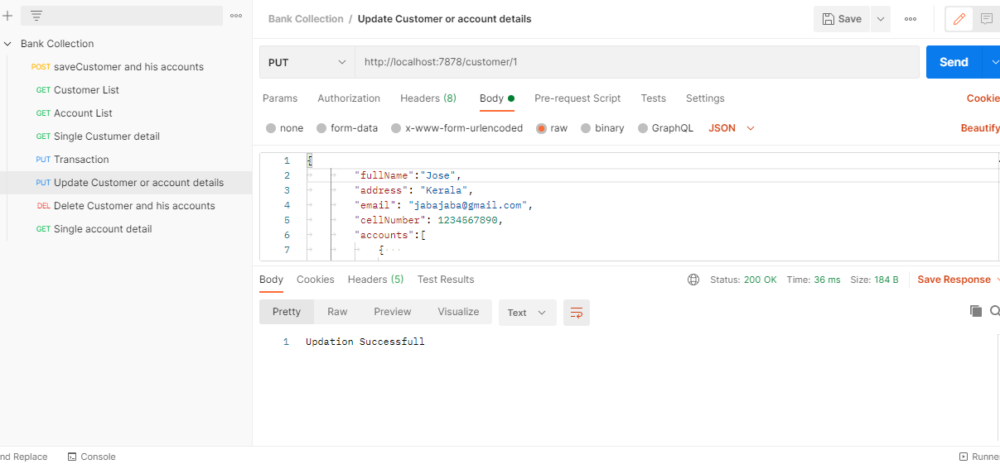 Bank Collection / Update Customer or account details
Save
Bank Collection
POST saveCustomer and his accounts
GET Customer List
GET Account List
GET Single Custumer detail
PUT Transaction
PUT Update Customer or account details
DEL Delete Customer and his accounts
GET Single account detail
PUT http://localhost:7878/customer/1 Send
Params Authorization Headers (8) Body Pre-request Script Tests Settings Cookie
none form-data x-www-form-urlencoded raw binary GraphQL JSON Beautify
1 {
2 "fullName":"Jose",
3 "address": "Kerala",
4 "email": "jabajaba@gmail.com",
5 "cellNumber": 1234567890,
6 "accounts":[
7 {
Body Cookies Headers (5) Test Results Status: 200 OK Time: 36 ms Size: 184 B Save Response
Pretty Raw Preview Visualize Text
1 Updation Successfull
nd Replace Console Runner